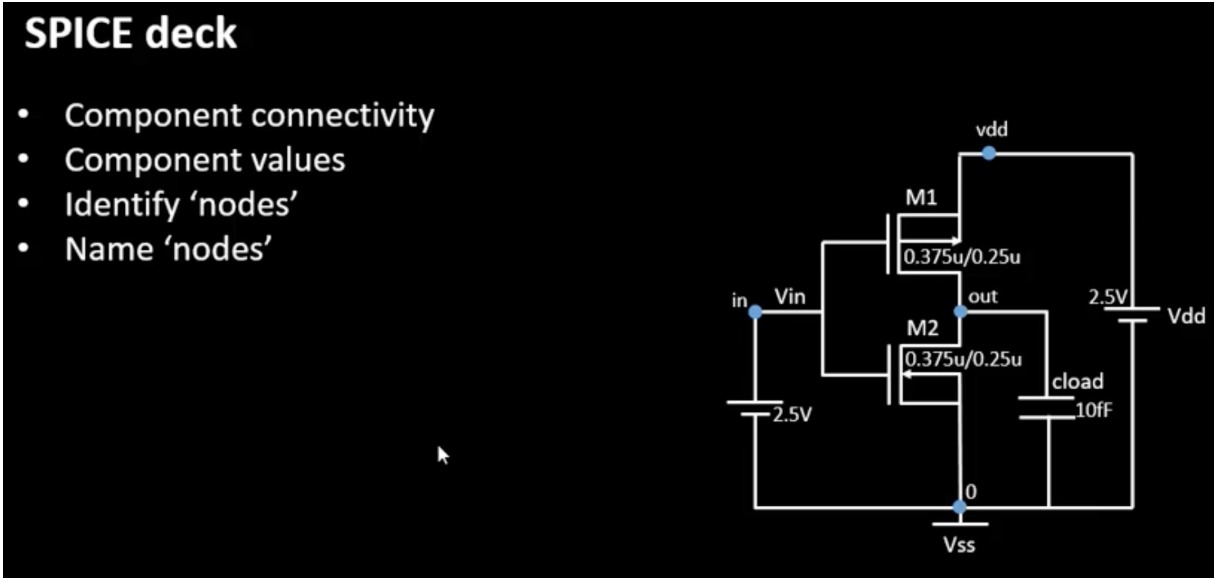 SPICE deck
• Component connectivity
• Component values
• Identify ‘nodes’
• Name ‘nodes’
vdd
M1
0.375u/0.25u
in
Vin
out
2.5V
Vdd
M2
0.375u/0.25u
cload
10fF
2.5V
0
Vss